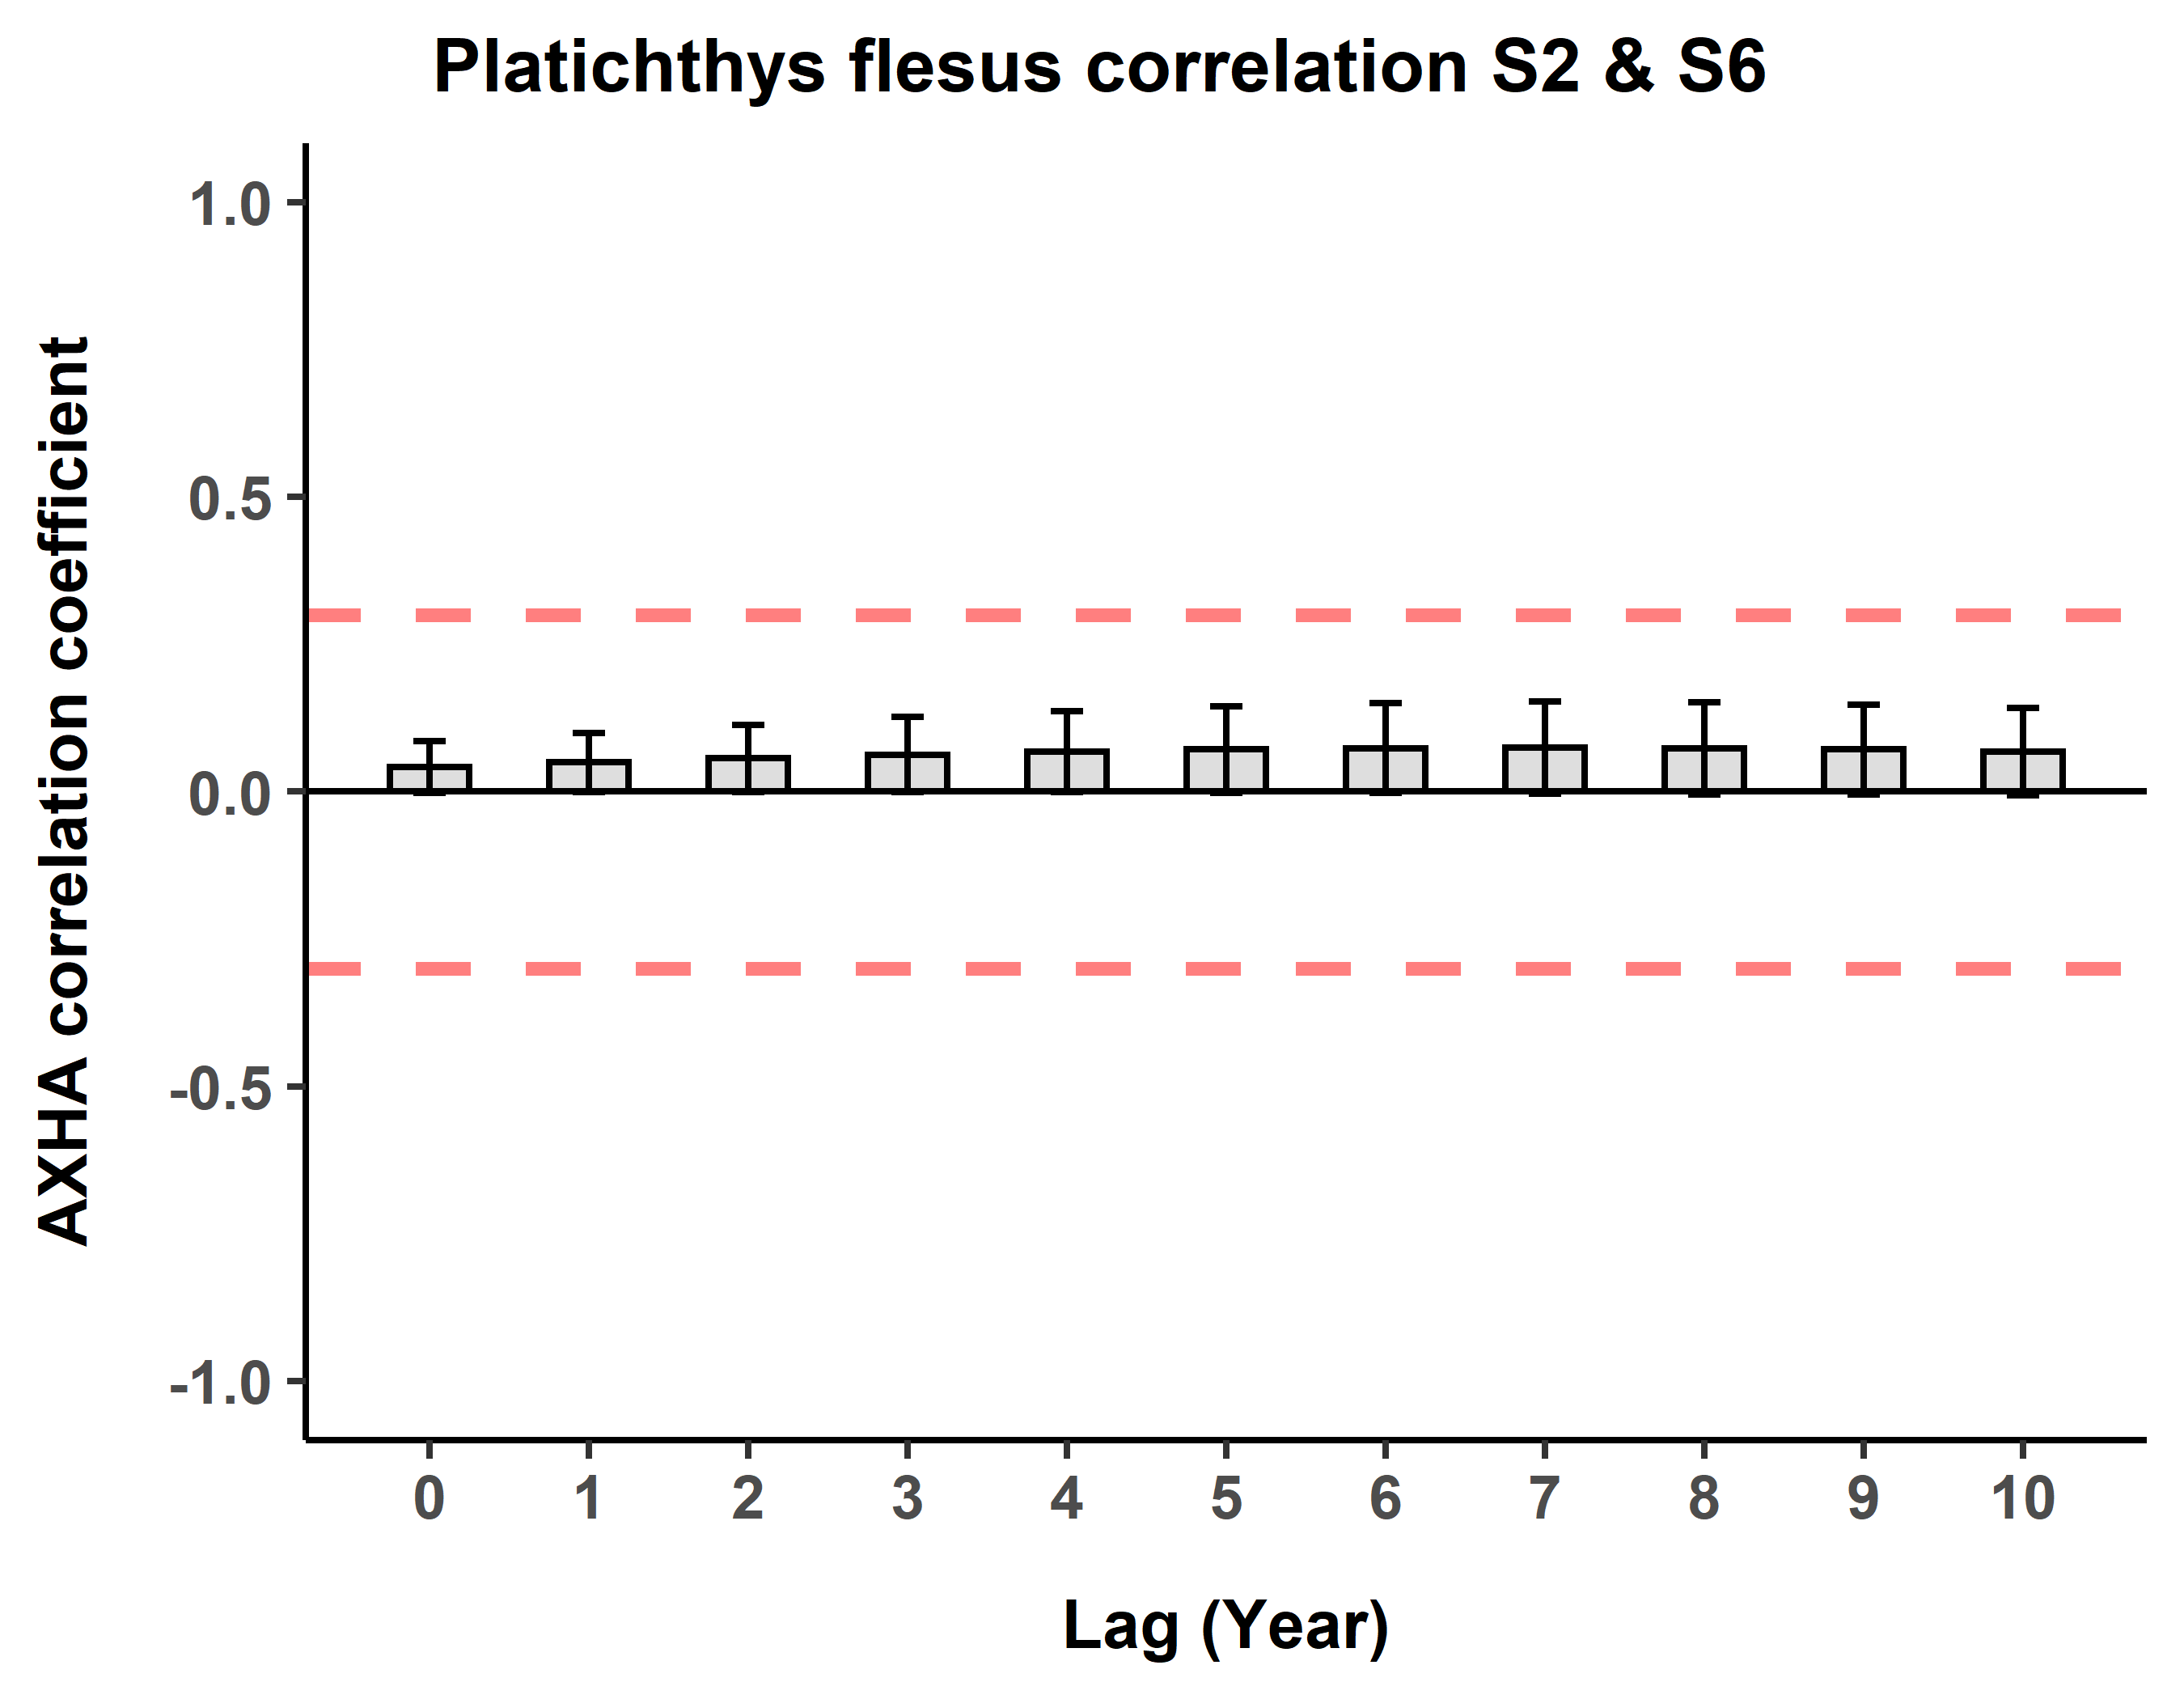 Platichthys flesus correlation S2 & S6
AXHA correlation coefficient
1.0
0.5
0.0
-0.5
-1.0
0 1 2 3 4 5 6 7 8 9 10
Lag (Year)